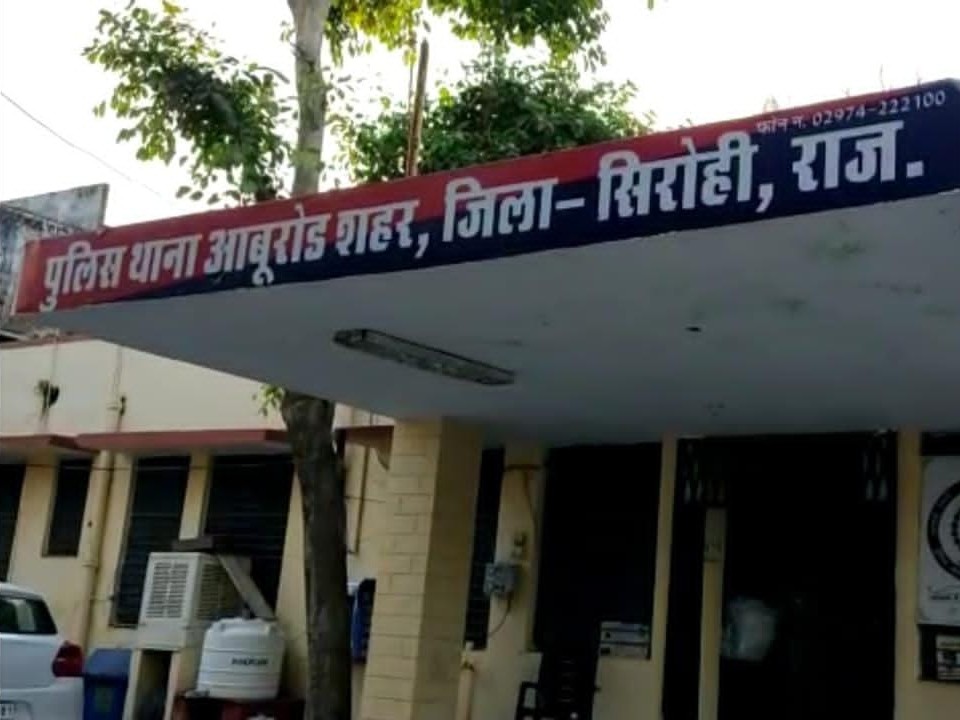 फोन न. 02974-222100
पुलिस थाना आबूरोड शहर, जिला- सिरोही, राज.